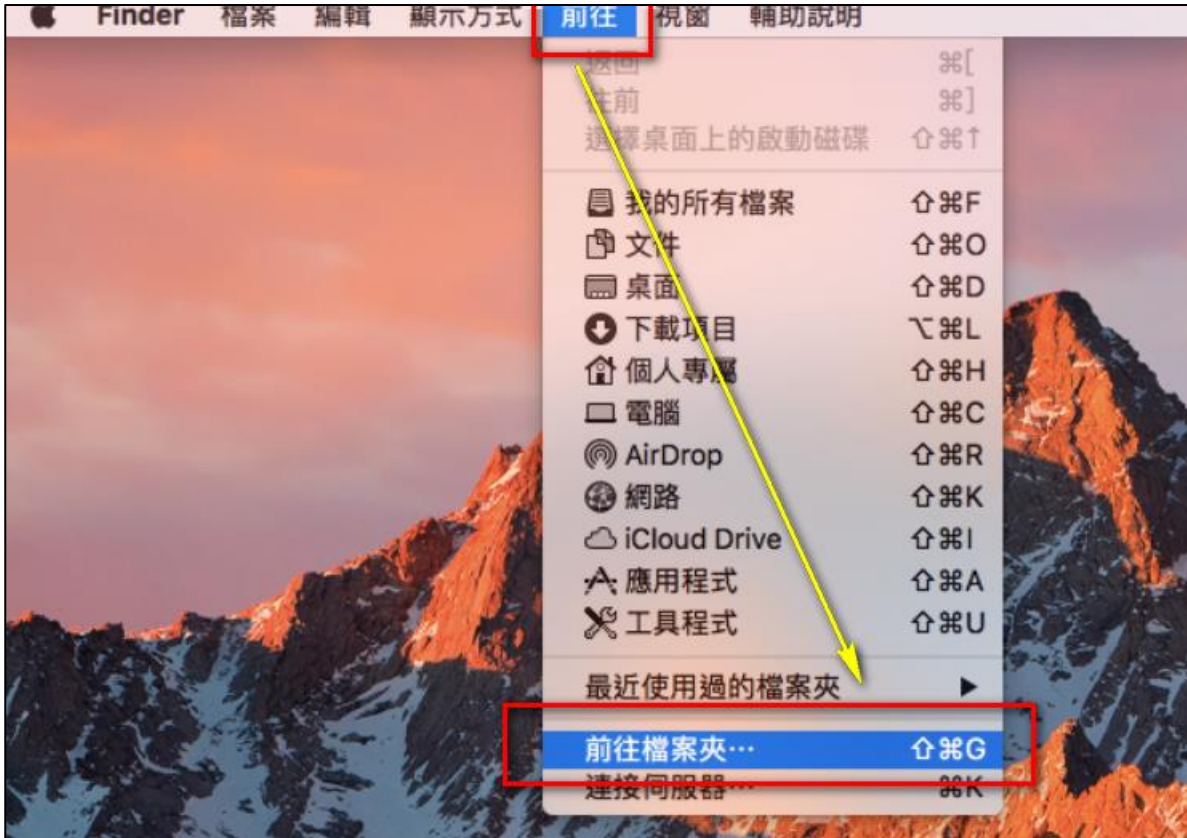 Finder 檔案 編輯 顯示方式 前往 視窗 輔助說明
返回 ⌘[
往前 ⌘]
選擇桌面上的啟動磁碟 ⇧⌘↑
我的所有檔案 ⇧⌘F
文件 ⇧⌘O
桌面 ⇧⌘D
下載項目 ⌥⌘L
個人專屬 ⇧⌘H
電腦 ⇧⌘C
AirDrop ⇧⌘R
網路 ⇧⌘K
iCloud Drive ⇧⌘I
應用程式 ⇧⌘A
工具程式 ⇧⌘U
最近使用過的檔案夾 ▶
前往檔案夾⋯ ⇧⌘G
連接伺服器⋯ ⌘K